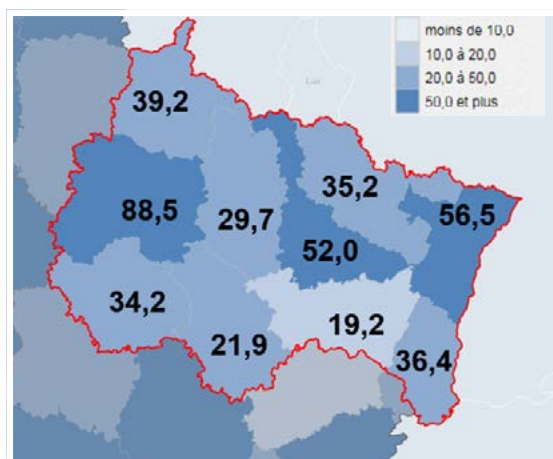 moins de 10,0
10,0 à 20,0
20,0 à 50,0
50,0 et plus
Lux
39,2
35,2
88,5
29,7
56,5
52,0
34,2
19,2
21,9
36,4